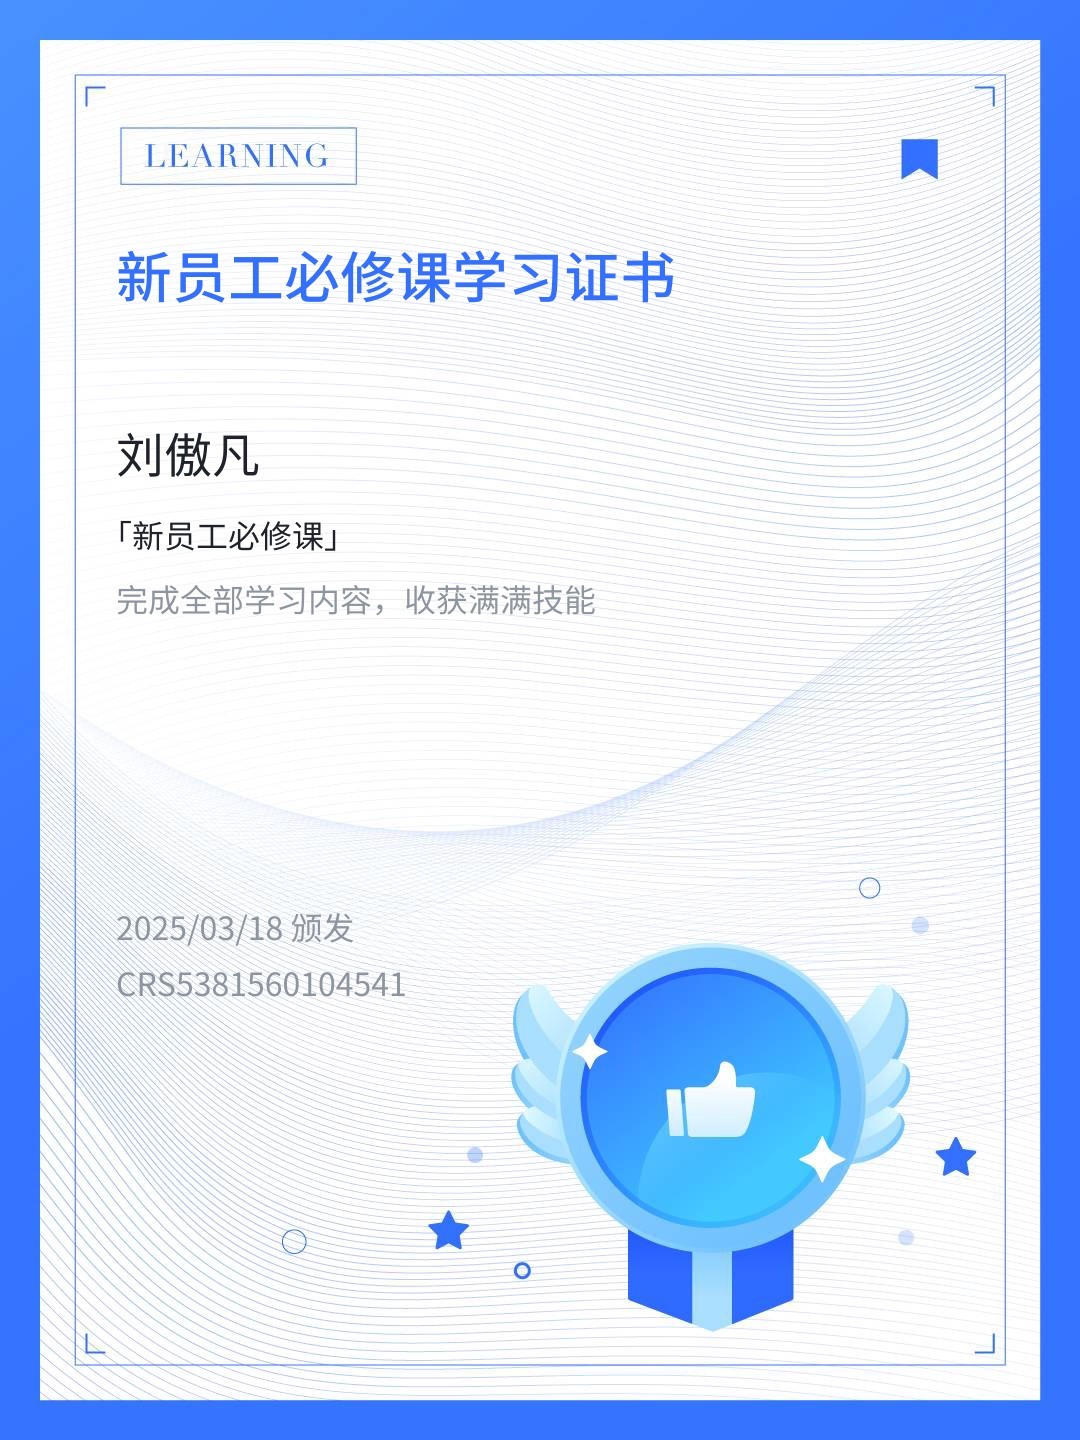 LEARNING
新员工必修课学习证书
刘傲凡
「新员工必修课」
完成全部学习内容，收获满满技能
2025/03/18 颁发
CRS5381560104541